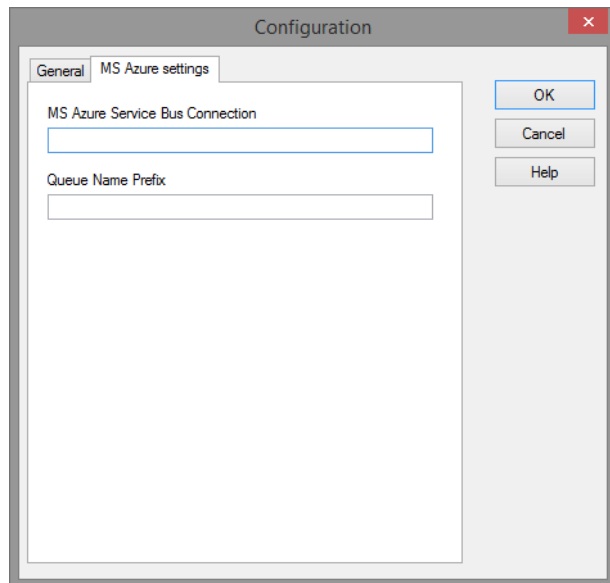 Configuration
General
MS Azure settings
MS Azure Service Bus Connection
Queue Name Prefix
OK
Cancel
Help